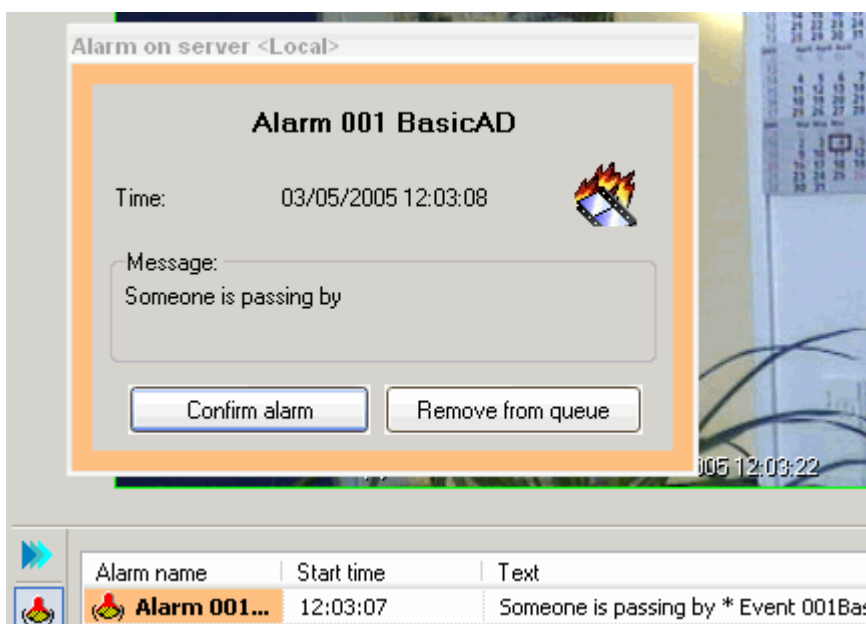 Alarm on server <Local>
Alarm 001 BasicAD
Time: 03/05/2005 12:03:08
Message:
Someone is passing by
Confirm alarm Remove from queue
005 12:03:22
Alarm name Start time Text
Alarm 001... 12:03:07 Someone is passing by * Event 001Bas